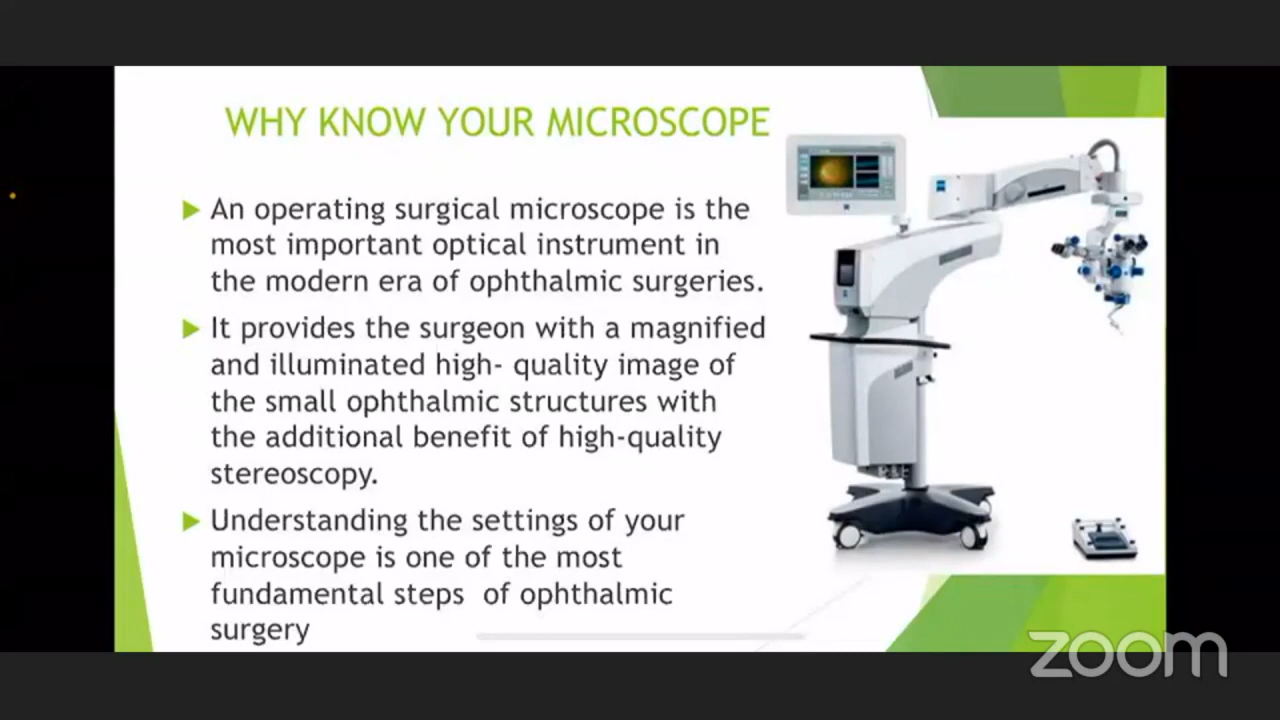 WHY KNOW YOUR MICROSCOPE
An operating surgical microscope is the
most important optical instrument in
the modern era of ophthalmic surgeries.
It provides the surgeon with a magnified
and illuminated high- quality image of
the small ophthalmic structures with
the additional benefit of high-quality
stereoscopy.
Understanding the settings of your
microscope is one of the most
fundamental steps of ophthalmic
surgery
zoom